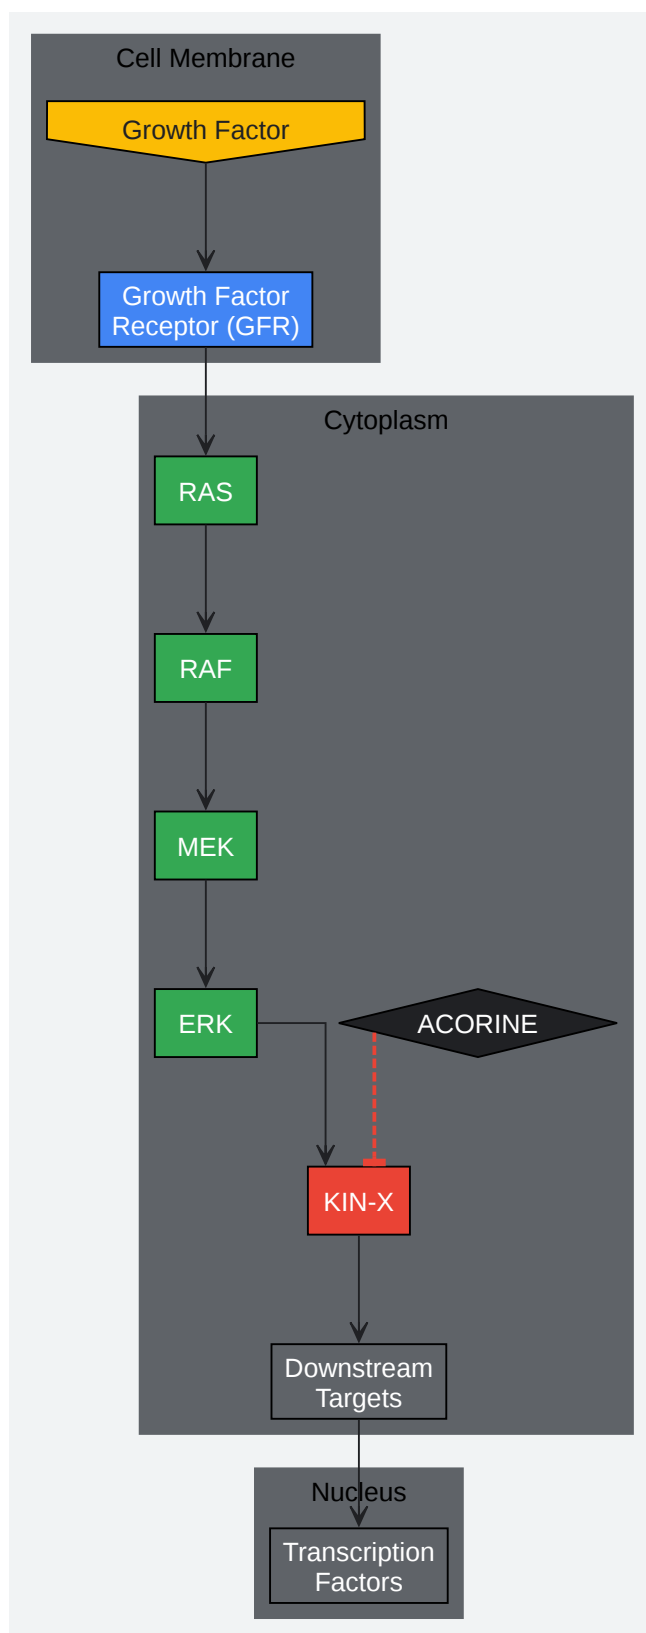 Cell Membrane
Growth Factor
Growth Factor
Receptor (GFR)
Cytoplasm
RAS
RAF
MEK
ERK
ACORINE
KIN-X
Downstream
Targets
Nucleus
Transcription
Factors